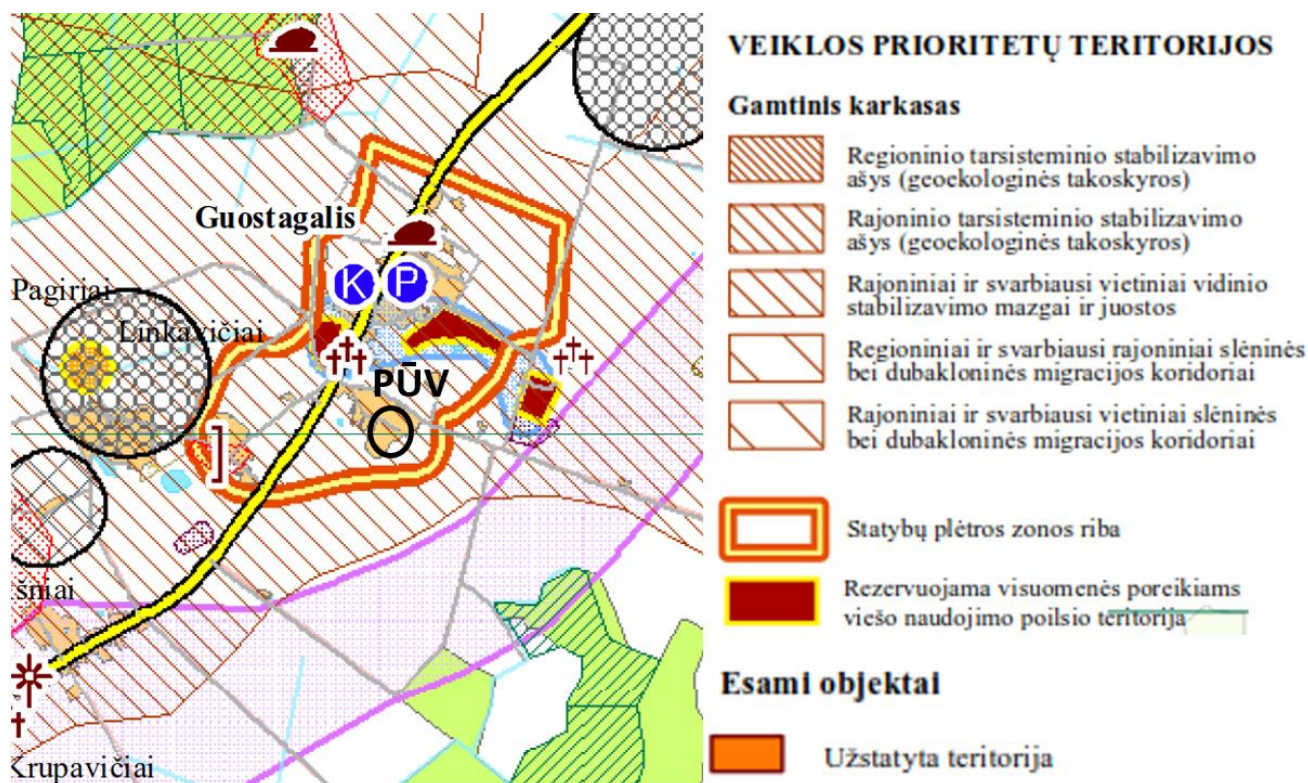 Guostagalis
K P
Pagiriai
Linkavičiai
PŪV
šniai
Krupavičiai
VEIKLOS PRIORITETŲ TERITORIJOS
Gamtinis karkasas
Regioninio tarsisteminio stabilizavimo
ašys (geoekologinės takoskyros)
Rajoninio tarsisteminio stabilizavimo
ašys (geoekologinės takoskyros)
Rajoniniai ir svarbiausi vietiniai vidinio
stabilizavimo mazgai ir juostos
Regioniniai ir svarbiausi rajoniniai slėninės
bei dubakloninės migracijos koridoriai
Rajoniniai ir svarbiausi vietiniai slėninės
bei dubakloninės migracijos koridoriai
Statybų plėtros zonos riba
Rezervuojama visuomenės poreikiams
viešo naudojimo poilsio teritorija
Esami objektai
Užstatyta teritorija